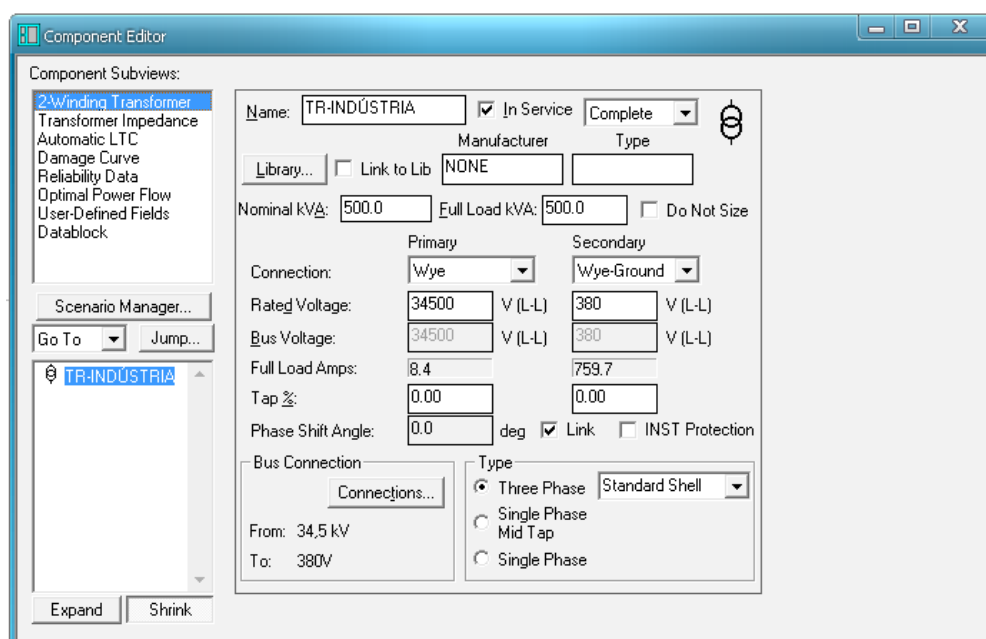 Component Editor
Component Subviews:
2-Winding Transformer
Transformer Impedance
Automatic LTC
Damage Curve
Reliability Data
Optimal Power Flow
User-Defined Fields
Datablock
Scenario Manager...
Go To Jump...
TR-INDÚSTRIA
Expand Shrink
Name: TR-INDÚSTRIA In Service Complete
Manufacturer Type
Library... Link to Lib NONE
Nominal kVA: 500.0 Full Load kVA: 500.0 Do Not Size
Primary Secondary
Connection: Wye Wye-Ground
Rated Voltage: 34500 V (L-L) 380 V (L-L)
Bus Voltage: 34500 V (L-L) 380 V (L-L)
Full Load Amps: 8.4 759.7
Tap %: 0.00 0.00
Phase Shift Angle: 0.0 deg Link INST Protection
Bus Connection
Connections...
From: 34,5 kV
To: 380V
Type
Three Phase Standard Shell
Single Phase
Mid Tap
Single Phase